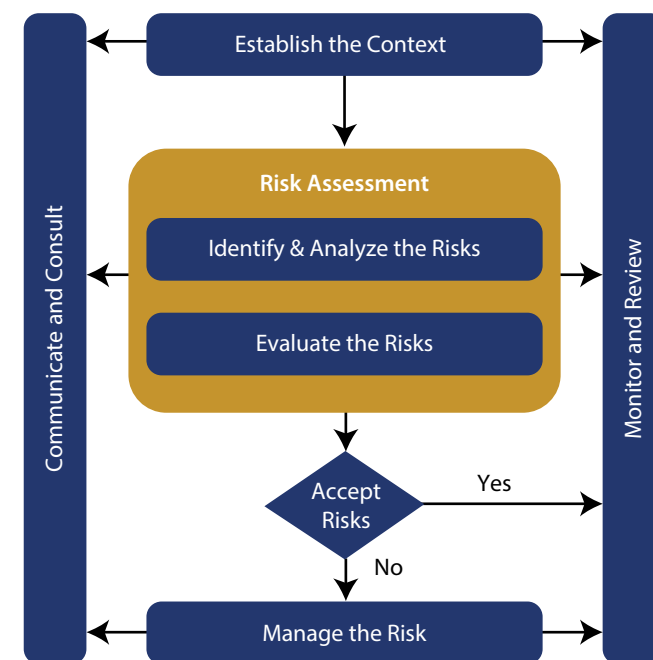 Establish the Context
Communicate and Consult
Monitor and Review
Risk Assessment
Identify & Analyze the Risks
Evaluate the Risks
Accept
Risks
Yes
No
Manage the Risk